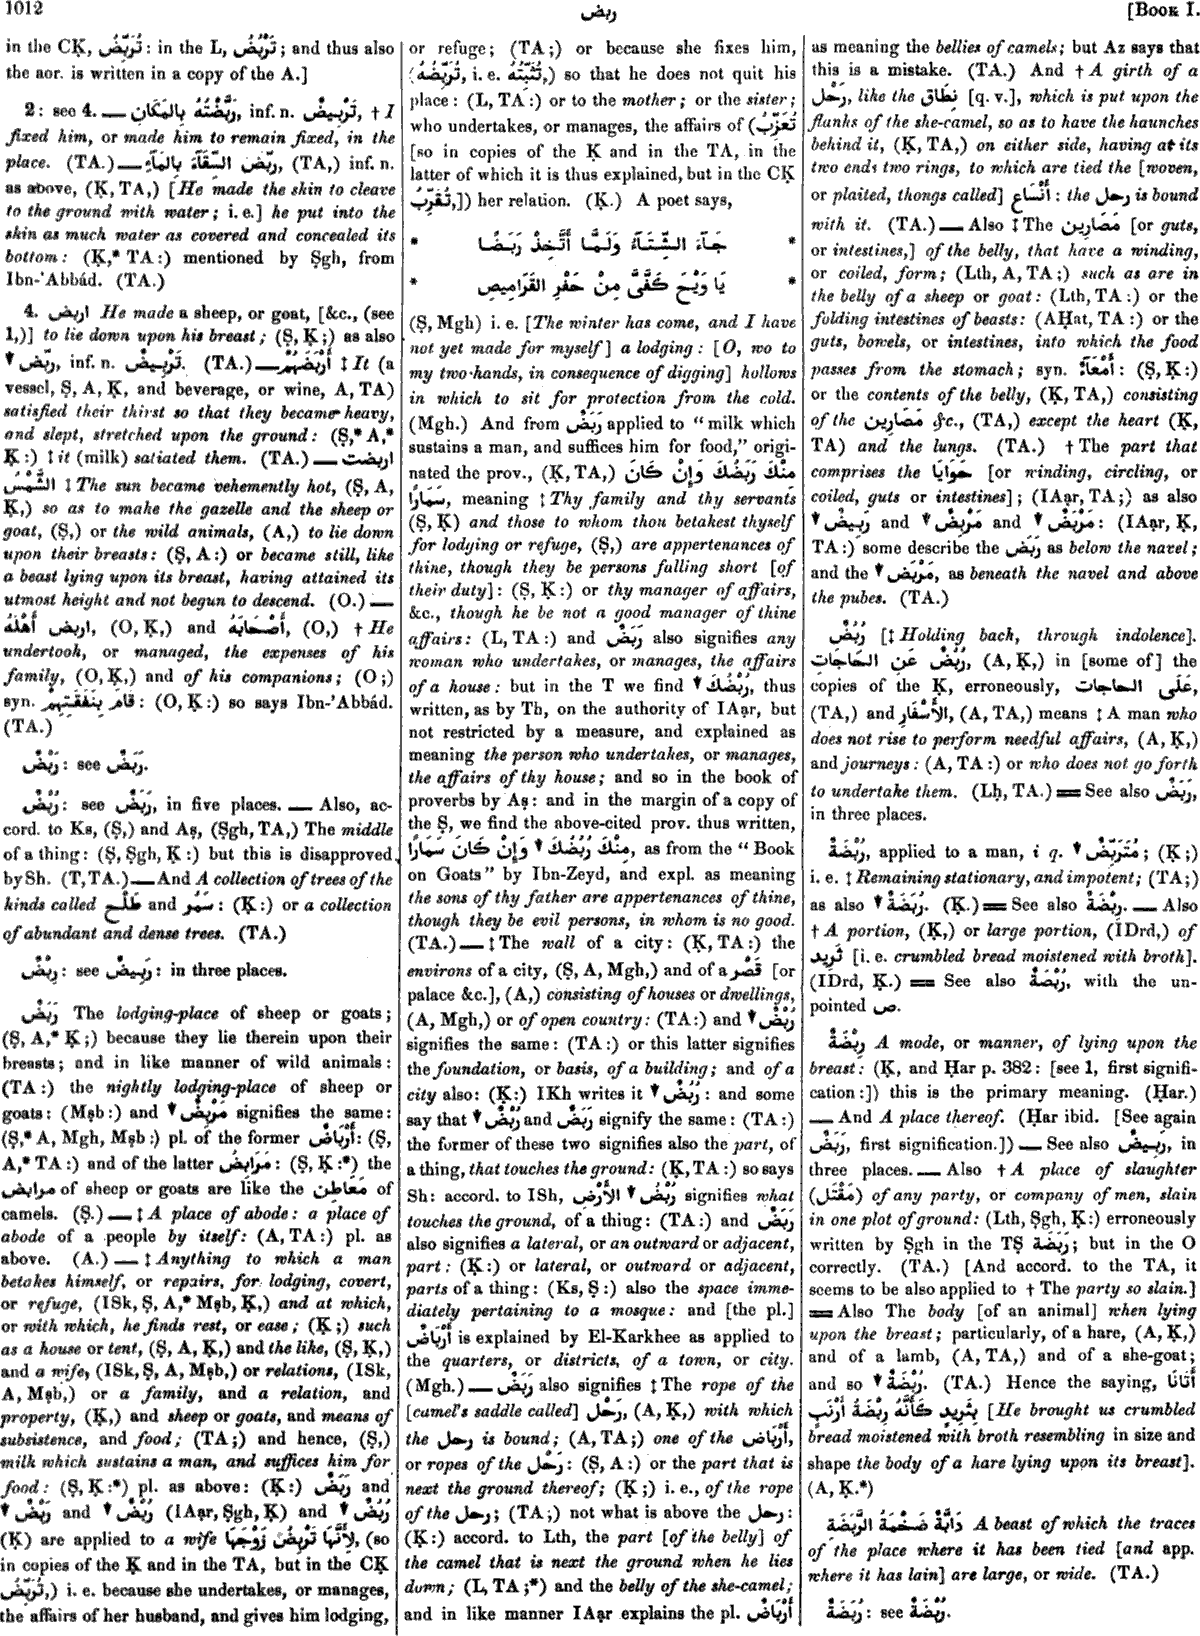 1012
ربض
[BOOK I.
in the CḲ, تُرَبِّضُ: in the L, تَرْبُضُ; and thus also
the aor. is written in a copy of the A.]
2: see 4. — رَبَّضْتُهُ بِالمَكَانِ, inf. n. تَرْبِيضٌ, † I
fixed him, or made him to remain fixed, in the
place. (TA.) — ربّض السِّقَآءَ بِالمَآءِ, (TA,) inf. n.
as above, (Ḳ, TA,) [He made the skin to cleave
to the ground with water; i. e.] he put into the
skin as much water as covered and concealed its
bottom: (Ḳ,* TA:) mentioned by Ṣgh, from
Ibn-'Abbád. (TA.)
4. اربض He made a sheep, or goat, [&c., (see
1,)] to lie down upon his breast; (Ṣ, Ḳ;) as also
▼ ربّض, inf. n. تَرْبِيضٌ. (TA.) — أَرْبَضَهُمْ ‡ It (a
vessel, Ṣ, A, Ḳ, and beverage, or wine, A, TA)
satisfied their thirst so that they became heavy,
and slept, stretched upon the ground: (Ṣ,* A,*
Ḳ:) ‡ it (milk) satiated them. (TA.) — اربضت
الشَّمْسُ ‡ The sun became vehemently hot, (Ṣ, A,
Ḳ,) so as to make the gazelle and the sheep or
goat, (Ṣ,) or the wild animals, (A,) to lie down
upon their breasts: (Ṣ, A:) or became still, like
a beast lying upon its breast, having attained its
utmost height and not begun to descend. (O.) —
اربض أَهْلَهُ, (O, Ḳ,) and أَصْحَابَهُ, (O,) † He
undertook, or managed, the expenses of his
family, (O, Ḳ,) and of his companions; (O;)
syn. قَامَ بِنَفَقَتِهِمْ: (O, Ḳ:) so says Ibn-'Abbád.
(TA.)
رَبْضٌ: see رَبَضٌ.
رُبْضٌ: see رَبَضٌ, in five places. — Also, ac-
cord. to Ks, (Ṣ,) and Aṣ, (Ṣgh, TA,) The middle
of a thing: (Ṣ, Ṣgh, Ḳ:) but this is disapproved
by Sh. (T, TA.) — And A collection of trees of the
kinds called طَلْح and سَمُر: (Ḳ:) or a collection
of abundant and dense trees. (TA.)
رِبْضٌ: see رَبِيضٌ: in three places.
رَبَضٌ The lodging-place of sheep or goats;
(Ṣ, A,* Ḳ;) because they lie therein upon their
breasts; and in like manner of wild animals:
(TA:) the nightly lodging-place of sheep or
goats: (Mṣb:) and ▼ مَرْبِضٌ signifies the same:
(Ṣ,* A, Mgh, Mṣb:) pl. of the former أَرْبَاضٌ: (Ṣ,
A,* TA:) and of the latter مَرَابِضُ: (Ṣ, Ḳ:*) the
مرابض of sheep or goats are like the مَعَاطِن of
camels. (Ṣ.) — ‡ A place of abode: a place of
abode of a people by itself: (A, TA:) pl. as
above. (A.) — ‡ Anything to which a man
betakes himself, or repairs, for lodging, covert,
or refuge, (ISk, Ṣ, A,* Mṣb, Ḳ,) and at which,
or with which, he finds rest, or ease; (Ḳ;) such
as a house or tent, (Ṣ, A, Ḳ,) and the like, (Ṣ, Ḳ,)
and a wife, (ISk, Ṣ, A, Mṣb,) or relations, (ISk,
A, Mṣb,) or a family, and a relation, and
property, (Ḳ,) and sheep or goats, and means of
subsistence, and food; (TA;) and hence, (Ṣ,)
milk which sustains a man, and suffices him for
food: (Ṣ, Ḳ:*) pl. as above: (Ḳ:) رَبَضٌ and
▼ رَبْضٌ and ▼ رُبُضٌ (IAạr, Ṣgh, Ḳ) and ▼ رُبْضٌ
(Ḳ) are applied to a wife لِأَنَّهَا تَرْبِضُ زَوْجَهَا, (so
in copies of the Ḳ and in the TA, but in the CḲ
تُرَبِّضُ,) i. e. because she undertakes, or manages,
the affairs of her husband, and gives him lodging,
or refuge; (TA;) or because she fixes him,
(تُرَبِّضُهُ, i. e. تُثَبِّتُهُ,) so that he does not quit his
place: (L, TA:) or to the mother; or the sister;
who undertakes, or manages, the affairs of (تُعَزِّبُ
[so in copies of the Ḳ and in the TA, in the
latter of which it is thus explained, but in the CḲ
تُقَرِّبُ,]) her relation. (Ḳ.) A poet says,
* جَآءَ الشِّتَآءُ وَلَمَّا أَتَّخِذْ رَبَضًا *
* يَا وَيْحَ كَفَّىَّ مِنْ حَفْرِ القَرَامِيصِ *
(Ṣ, Mgh) i. e. [The winter has come, and I have
not yet made for myself] a lodging: [O, wo to
my two hands, in consequence of digging] hollows
in which to sit for protection from the cold.
(Mgh.) And from رَبَضٌ applied to "milk which
sustains a man, and suffices him for food," origi-
nated the prov., (Ḳ, TA,) مِنْكَ رَبَضُكَ وَإِنْ كَانَ
سَمَارًا, meaning ‡ Thy family and thy servants
(Ṣ, Ḳ) and those to whom thou betakest thyself
for lodging or refuge, (Ṣ,) are appertenances of
thine, though they be persons falling short [of
their duty]: (Ṣ, Ḳ:) or thy manager of affairs,
&c., though he be not a good manager of thine
affairs: (L, TA:) and رَبَضٌ also signifies any
woman who undertakes, or manages, the affairs
of a house: but in the T we find ▼ رُبْضُكَ, thus
written, as by Th, on the authority of IAạr, but
not restricted by a measure, and explained as
meaning the person who undertakes, or manages,
the affairs of thy house; and so in the book of
proverbs by Aṣ: and in the margin of a copy of
the Ṣ, we find the above-cited prov. thus written,
مِنْكَ رُبُضُكَ ▼ وَإِنْ كَانَ سَمَارًا, as from the "Book
on Goats" by Ibn-Zeyd, and expl. as meaning
the sons of thy father are appertenances of thine,
though they be evil persons, in whom is no good.
(TA.) — ‡ The wall of a city: (Ḳ, TA:) the
environs of a city, (Ṣ, A, Mgh,) and of a قَصْر [or
palace &c.], (A,) consisting of houses or dwellings,
(A, Mgh,) or of open country: (TA:) and ▼ رُبْضٌ
signifies the same: (TA:) or this latter signifies
the foundation, or basis, of a building; and of a
city also: (Ḳ:) IKh writes it ▼ رُبُضٌ: and some
say that ▼ رُبْضٌ and رَبَضٌ signify the same: (TA:)
the former of these two signifies also the part, of
a thing, that touches the ground: (Ḳ, TA:) so says
Sh: accord. to ISh, رُبْضُ ▼ الأَرْضِ signifies what
touches the ground, of a thing: (TA:) and رَبَضٌ
also signifies a lateral, or an outward or adjacent,
part: (Ḳ:) or lateral, or outward or adjacent,
parts of a thing: (Ks, Ṣ:) also the space imme-
diately pertaining to a mosque: and [the pl.]
أَرْبَاضٌ is explained by El-Karkhee as applied to
the quarters, or districts, of a town, or city.
(Mgh.) — رَبَضٌ also signifies ‡ The rope of the
[camel's saddle called] رَحْل, (A, Ḳ,) with which
the رحل is bound; (A, TA;) one of the أَرْبَاض,
or ropes of the رَحْل: (Ṣ, A:) or the part that is
next the ground thereof; (Ḳ;) i. e., of the rope
of the رحل; (TA;) not what is above the رحل:
(Ḳ:) accord. to Lth, the part [of the belly] of
the camel that is next the ground when he lies
down; (L, TA;*) and the belly of the she-camel;
and in like manner IAạr explains the pl. أَرْبَاضٌ
as meaning the bellies of camels; but Az says that
this is a mistake. (TA.) And † A girth of a
رَحْل, like the نِطَاق [q. v.], which is put upon the
flanks of the she-camel, so as to have the haunches
behind it, (Ḳ, TA,) on either side, having at its
two ends two rings, to which are tied the [woven,
or plaited, thongs called] أَنْسَاع: the رحل is bound
with it. (TA.) — Also ‡ The مَصَارِين [or guts,
or intestines,] of the belly, that have a winding,
or coiled, form; (Lth, A, TA;) such as are in
the belly of a sheep or goat: (Lth, TA:) or the
folding intestines of beasts: (AḤat, TA:) or the
guts, bowels, or intestines, into which the food
passes from the stomach; syn. أَمْعَآءٌ: (Ṣ, Ḳ:)
or the contents of the belly, (Ḳ, TA,) consisting
of the مَصَارِين &c., (TA,) except the heart (Ḳ,
TA) and the lungs. (TA.) † The part that
comprises the حَوَايَا [or winding, circling, or
coiled, guts or intestines]; (IAạr, TA;) as also
▼ رَبِيضٌ and ▼ مَرْبِضٌ and ▼ مَرْبَضٌ: (IAạr, Ḳ,
TA:) some describe the رَبَض as below the navel;
and the ▼ مَرْبَض, as beneath the navel and above
the pubes. (TA.)
رُبُضٌ [‡ Holding back, through indolence].
رُبُضٌ عَنِ الحَاجَاتِ, (A, Ḳ,) in [some of] the
copies of the Ḳ, erroneously, عَلَى الحاجات,
(TA,) and الأَسْفَارِ, (A, TA,) means ‡ A man who
does not rise to perform needful affairs, (A, Ḳ,)
and journeys: (A, TA:) or who does not go forth
to undertake them. (Lḥ, TA.) = See also رَبَضٌ,
in three places.
رُبْضَةٌ, applied to a man, i q. ▼ مُتَرَبِّضٌ; (Ḳ;)
i. e. ‡ Remaining stationary, and impotent; (TA;)
as also ▼ رُبَضَةٌ. (Ḳ.) = See also رِبْضَةٌ. — Also
† A portion, (Ḳ,) or large portion, (IDrd,) of
ثَرِيد [i. e. crumbled bread moistened with broth].
(IDrd, Ḳ.) = See also رُبْصَةٌ, with the un-
pointed ص.
رِبْضَةٌ A mode, or manner, of lying upon the
breast: (Ḳ, and Ḥar p. 382: [see 1, first signifi-
cation:]) this is the primary meaning. (Ḥar.)
— And A place thereof. (Ḥar ibid. [See again
رَبَضٌ, first signification.]) — See also رَبِيضٌ, in
three places. — Also † A place of slaughter
(مَقْتَل) of any party, or company of men, slain
in one plot of ground: (Lth, Ṣgh, Ḳ:) erroneously
written by Ṣgh in the TṢ رَبَضَة; but in the O
correctly. (TA.) [And accord. to the TA, it
seems to be also applied to † The party so slain.]
= Also The body [of an animal] when lying
upon the breast; particularly, of a hare, (A, Ḳ,)
and of a lamb, (A, TA,) and of a she-goat;
and so ▼ رُبْضَةٌ. (TA.) Hence the saying, أَتَانَا
بِثَرِيدٍ كَأَنَّهُ رِبْضَةُ أَرْنَبٍ [He brought us crumbled
bread moistened with broth resembling in size and
shape the body of a hare lying upon its breast].
(A, Ḳ.*)
دَابَّةٌ ضَخْمَةُ الرَّبَضَةِ A beast of which the traces
of the place where it has been tied [and app.
where it has lain] are large, or wide. (TA.)
رُبَضَةٌ: see رُبْضَةٌ.